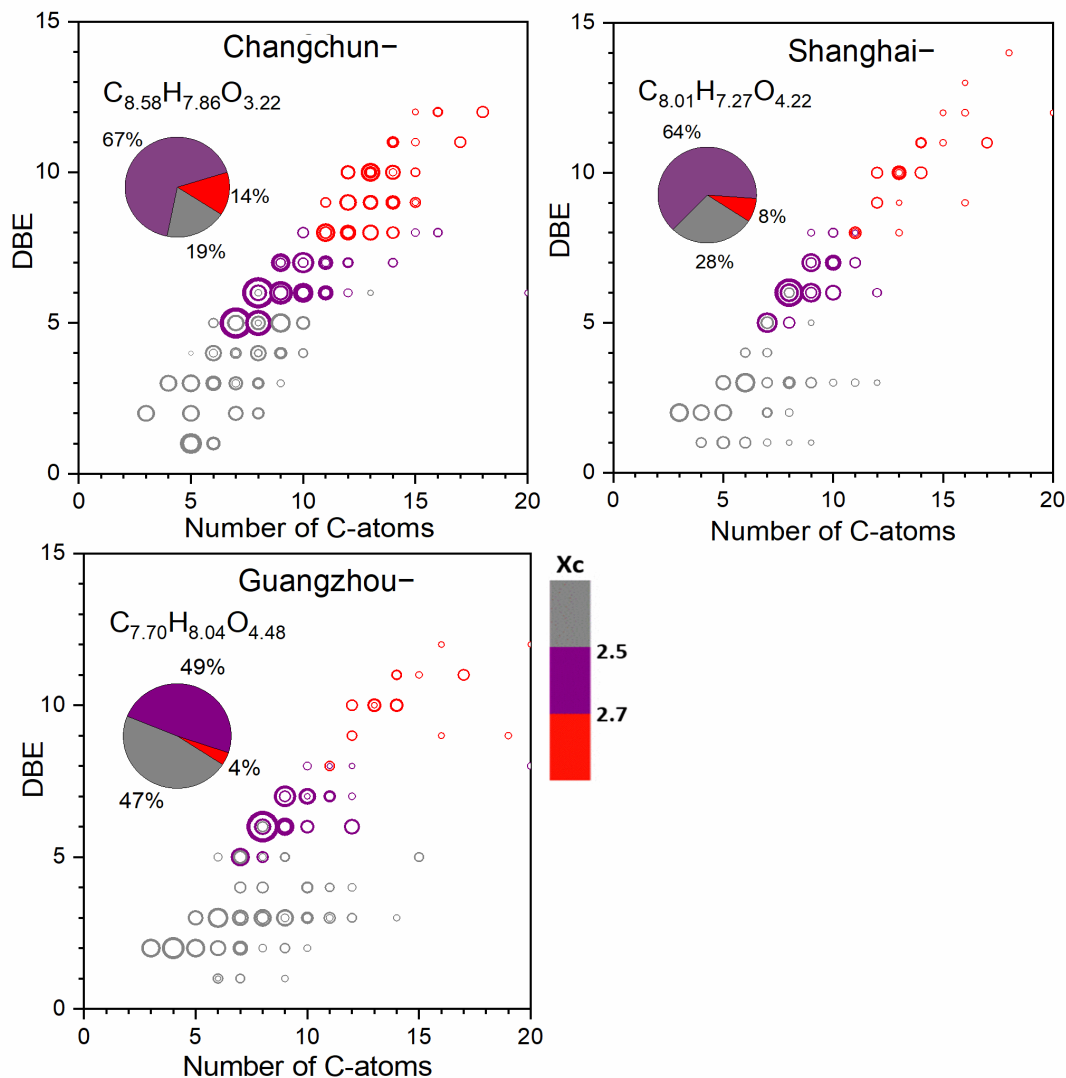 15
Changchun−
C8.58H7.86O3.22
67%
14%
19%
10
5
0
DBE
0 5 10 15 20
Number of C-atoms
15
Shanghai−
C8.01H7.27O4.22
64%
8%
28%
10
5
0
DBE
0 5 10 15 20
Number of C-atoms
15
Guangzhou−
C7.70H8.04O4.48
49%
4%
47%
10
5
0
DBE
0 5 10 15 20
Number of C-atoms
Xc
2.5
2.7